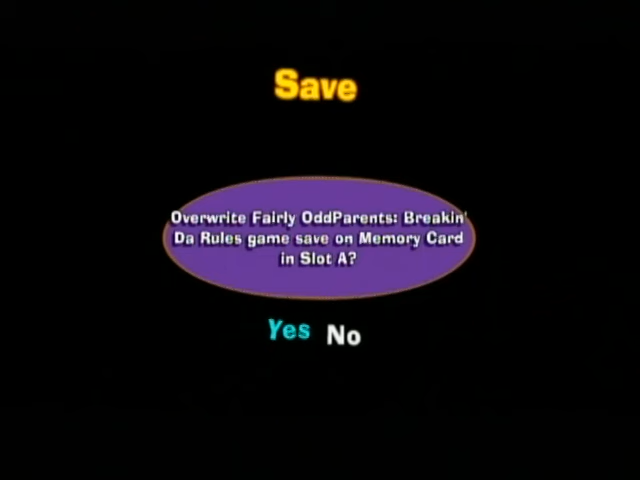 Save
Overwrite Fairly OddParents: Breakin'
Da Rules game save on Memory Card
in Slot A?
Yes No